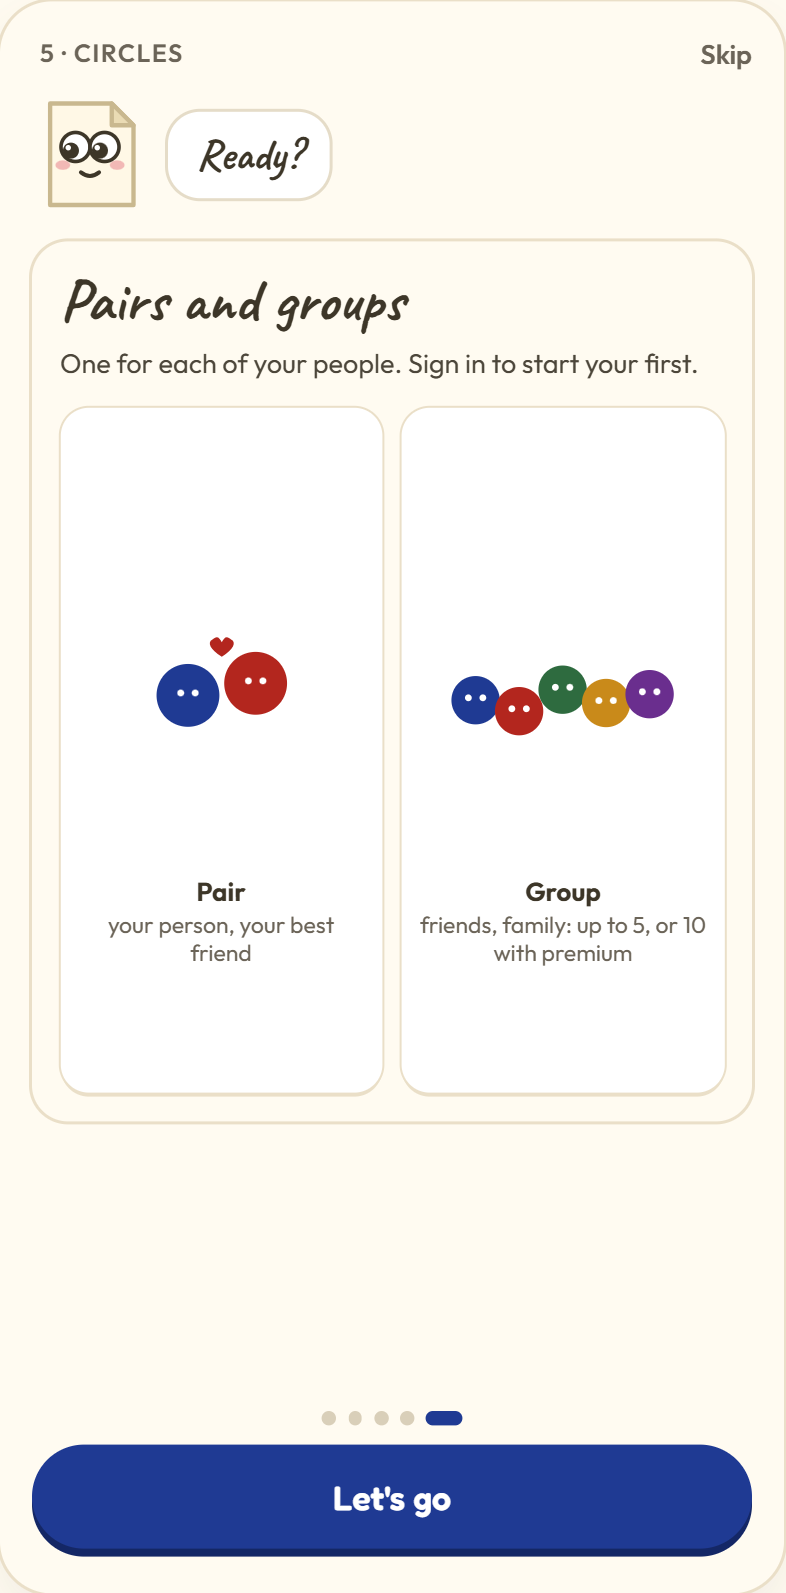 5 · CIRCLES
Skip
Ready?
Pairs and groups
One for each of your people. Sign in to start your first.
Pair
your person, your best
friend
Group
friends, family: up to 5, or 10
with premium
Let's go